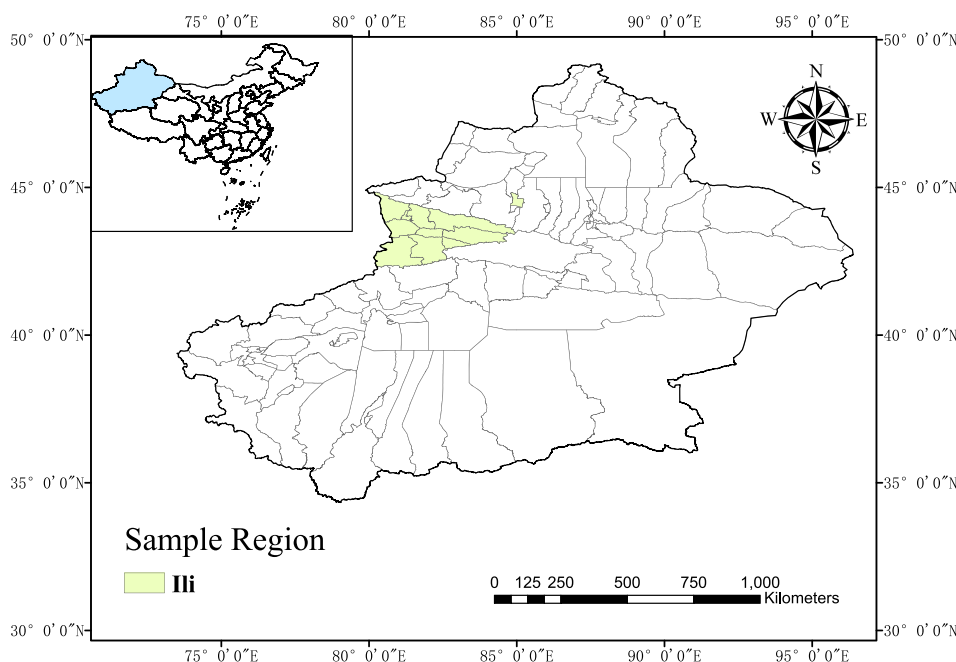 75° 0'0"E 80° 0'0"E 85° 0'0"E 90° 0'0"E 95° 0'0"E
50° 0'0"N 50° 0'0"N
N
W E
S
45° 0'0"N 45° 0'0"N
40° 0'0"N 40° 0'0"N
35° 0'0"N 35° 0'0"N
Sample Region
Ili
0 125 250 500 750 1,000
Kilometers
30° 0'0"N 30° 0'0"N
75° 0'0"E 80° 0'0"E 85° 0'0"E 90° 0'0"E 95° 0'0"E